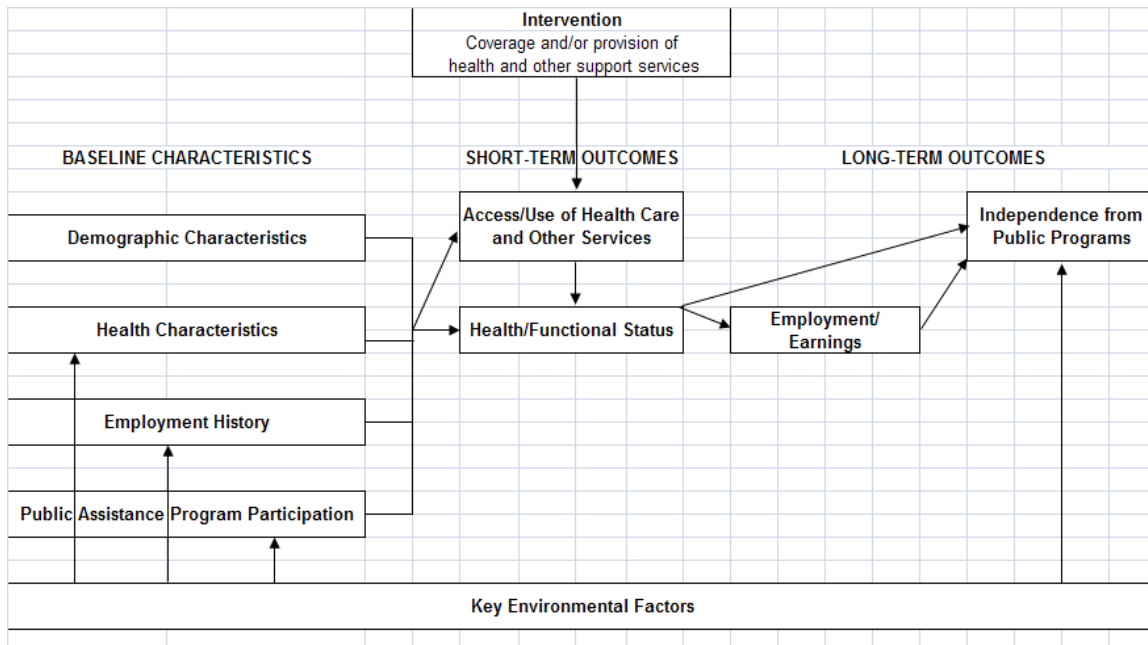 Intervention
Coverage and/or provision of
health and other support services
BASELINE CHARACTERISTICS
SHORT-TERM OUTCOMES
LONG-TERM OUTCOMES
Demographic Characteristics
Access/Use of Health Care
and Other Services
Independence from
Public Programs
Health Characteristics
Health/Functional Status
Employment/
Earnings
Employment History
Public Assistance Program Participation
Key Environmental Factors